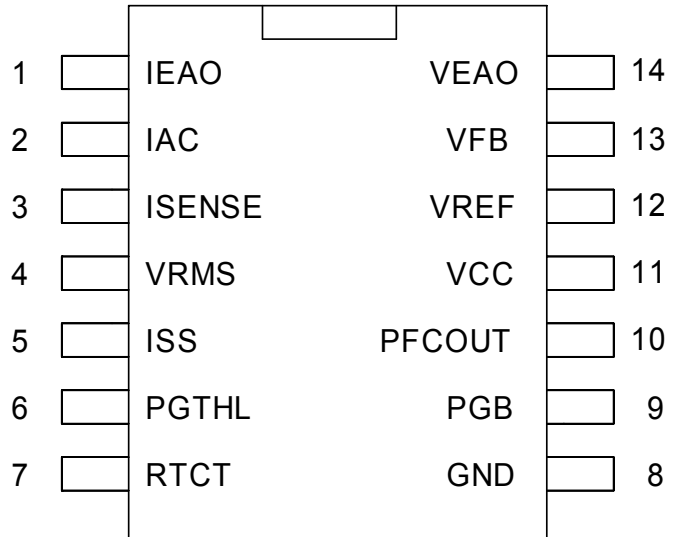 1 IEAO VEAO 14
2 IAC VFB 13
3 ISENSE VREF 12
4 VRMS VCC 11
5 ISS PFCOUT 10
6 PGTHL PGB 9
7 RTCT GND 8